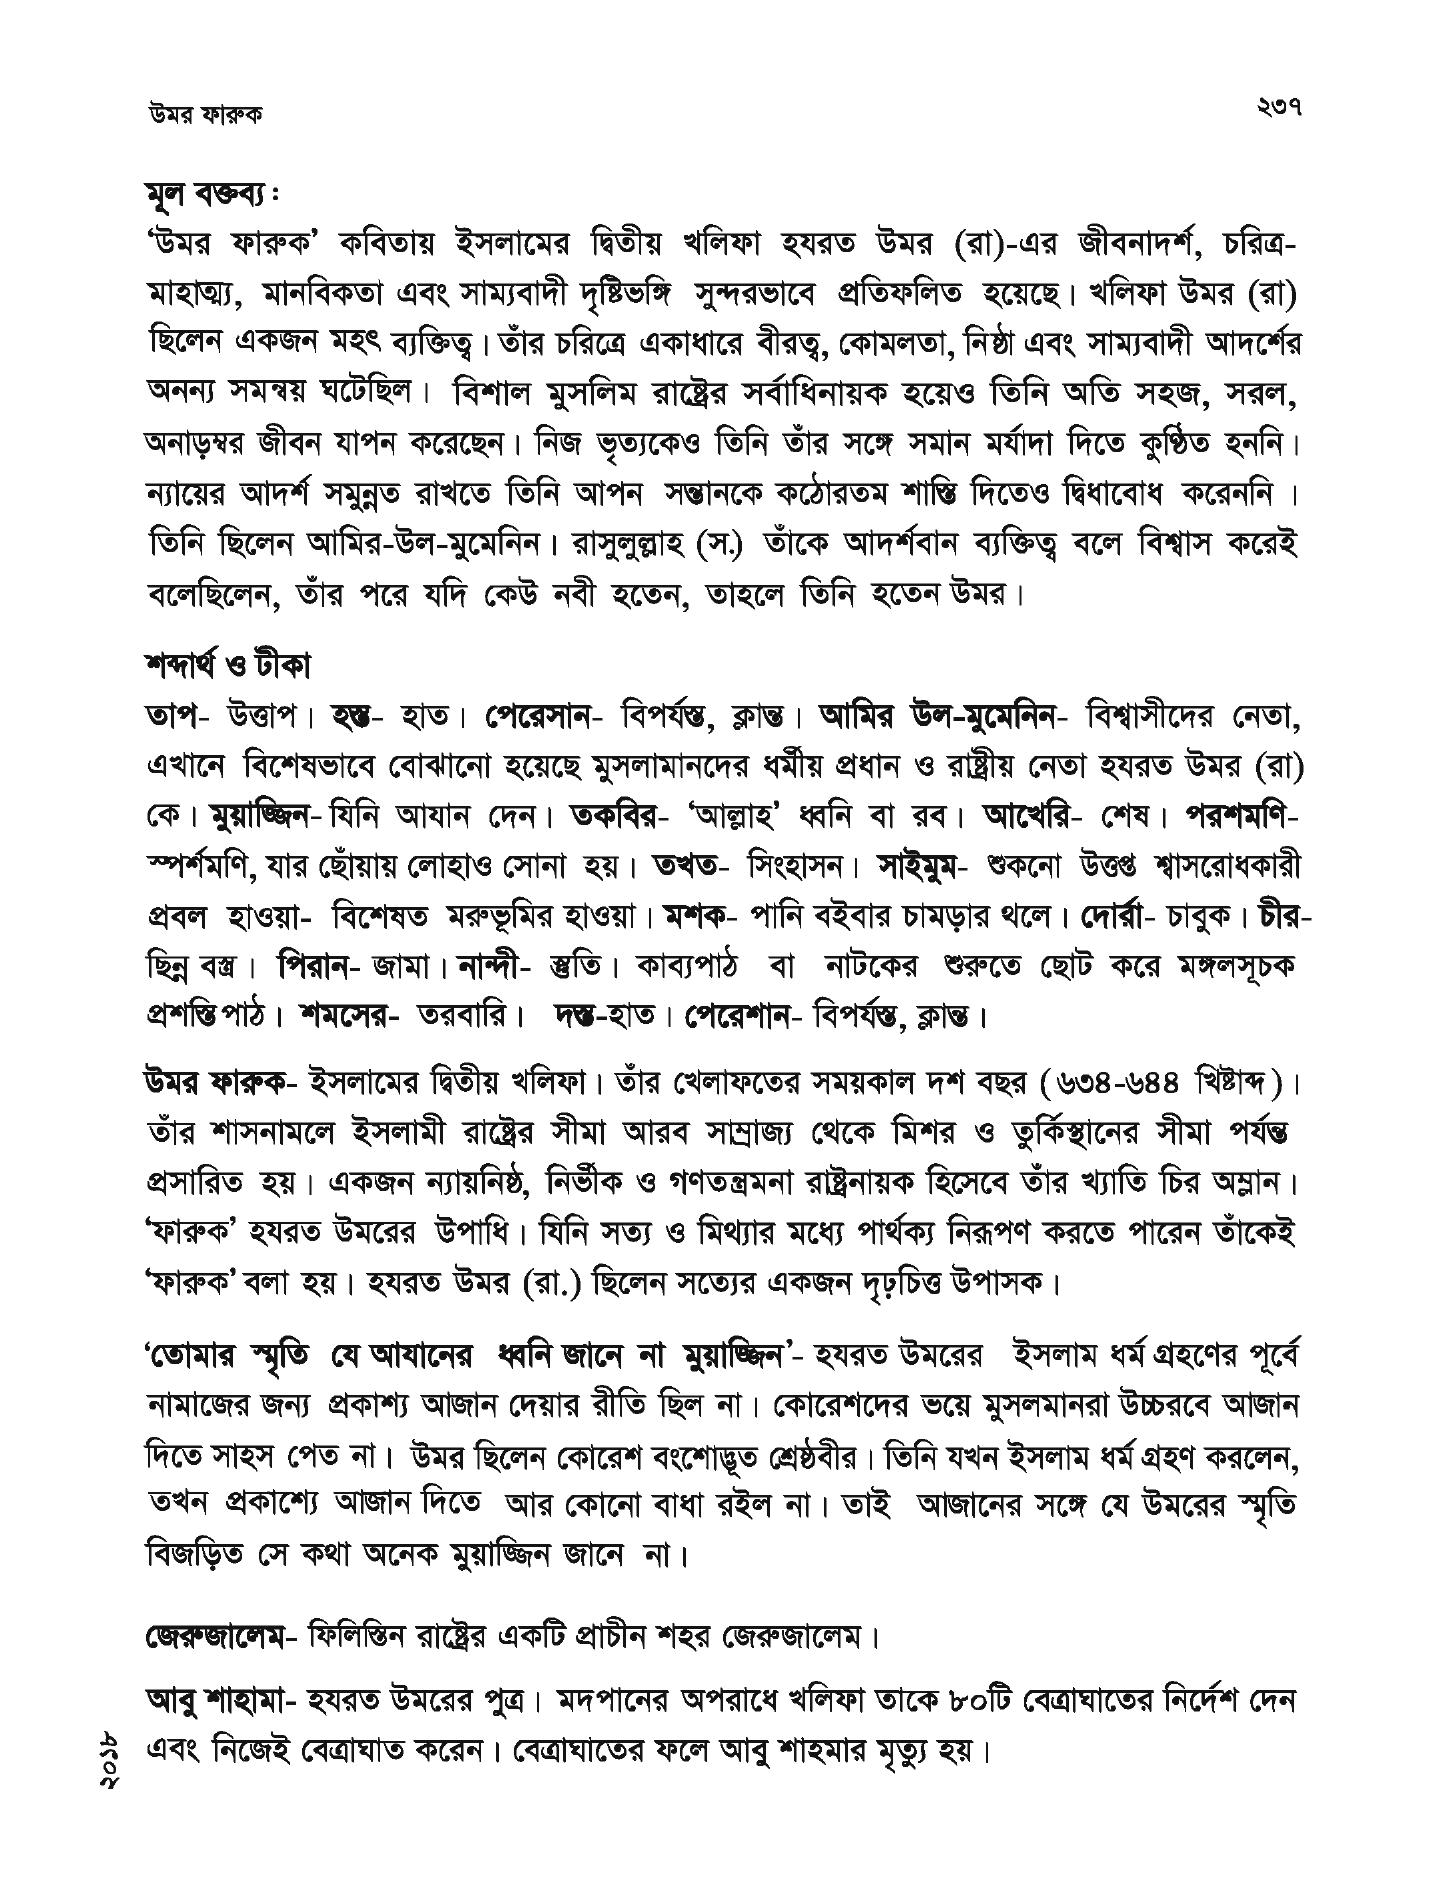 উমর ফারুক
২৩৭
মূল বক্তব্য :
‘উমর ফারুক’ কবিতায় ইসলামের দ্বিতীয় খলিফা হযরত উমর (রা)-এর জীবনাদর্শ, চরিত্র-
মাহাত্ম্য, মানবিকতা এবং সাম্যবাদী দৃষ্টিভঙ্গি সুন্দরভাবে প্রতিফলিত হয়েছে। খলিফা উমর (রা)
ছিলেন একজন মহৎ ব্যক্তিত্ব। তাঁর চরিত্রে একাধারে বীরত্ব, কোমলতা, নিষ্ঠা এবং সাম্যবাদী আদর্শের
অনন্য সমন্বয় ঘটেছিল। বিশাল মুসলিম রাষ্ট্রের সর্বাধিনায়ক হয়েও তিনি অতি সহজ, সরল,
অনাড়ম্বর জীবন যাপন করেছেন। নিজ ভৃত্যকেও তিনি তাঁর সঙ্গে সমান মর্যাদা দিতে কুণ্ঠিত হননি।
ন্যায়ের আদর্শ সমুন্নত রাখতে তিনি আপন সন্তানকে কঠোরতম শাস্তি দিতেও দ্বিধাবোধ করেননি ।
তিনি ছিলেন আমির-উল-মুমেনিন। রাসুলুল্লাহ (স.) তাঁকে আদর্শবান ব্যক্তিত্ব বলে বিশ্বাস করেই
বলেছিলেন, তাঁর পরে যদি কেউ নবী হতেন, তাহলে তিনি হতেন উমর।
শব্দার্থ ও টীকা
তাপ- উত্তাপ। হস্ত- হাত। পেরেসান- বিপর্যস্ত, ক্লান্ত। আমির উল-মুমেনিন- বিশ্বাসীদের নেতা,
এখানে বিশেষভাবে বোঝানো হয়েছে মুসলামানদের ধর্মীয় প্রধান ও রাষ্ট্রীয় নেতা হযরত উমর (রা)
কে। মুয়াজ্জিন- যিনি আযান দেন। তকবির- ‘আল্লাহ’ ধ্বনি বা রব। আখেরি- শেষ। পরশমণি-
স্পর্শমণি, যার ছোঁয়ায় লোহাও সোনা হয়। তখত- সিংহাসন। সাইমুম- শুকনো উত্তপ্ত শ্বাসরোধকারী
প্রবল হাওয়া- বিশেষত মরুভূমির হাওয়া। মশক- পানি বইবার চামড়ার থলে। দোর্রা- চাবুক। চীর-
ছিন্ন বস্ত্র। পিরান- জামা। নান্দী- স্তুতি। কাব্যপাঠ বা নাটকের শুরুতে ছোট করে মঙ্গলসূচক
প্রশস্তি পাঠ। শমসের- তরবারি। দস্ত-হাত। পেরেশান- বিপর্যস্ত, ক্লান্ত।
উমর ফারুক- ইসলামের দ্বিতীয় খলিফা। তাঁর খেলাফতের সময়কাল দশ বছর (৬৩৪-৬৪৪ খিষ্টাব্দ)।
তাঁর শাসনামলে ইসলামী রাষ্ট্রের সীমা আরব সাম্রাজ্য থেকে মিশর ও তুর্কিস্থানের সীমা পর্যন্ত
প্রসারিত হয়। একজন ন্যায়নিষ্ঠ, নির্ভীক ও গণতন্ত্রমনা রাষ্ট্রনায়ক হিসেবে তাঁর খ্যাতি চির অম্লান।
‘ফারুক’ হযরত উমরের উপাধি। যিনি সত্য ও মিথ্যার মধ্যে পার্থক্য নিরূপণ করতে পারেন তাঁকেই
‘ফারুক’ বলা হয়। হযরত উমর (রা.) ছিলেন সত্যের একজন দৃঢ়চিত্ত উপাসক।
‘তোমার স্মৃতি যে আযানের ধ্বনি জানে না মুয়াজ্জিন’- হযরত উমরের ইসলাম ধর্ম গ্রহণের পূর্বে
নামাজের জন্য প্রকাশ্য আজান দেয়ার রীতি ছিল না। কোরেশদের ভয়ে মুসলমানরা উচ্চরবে আজান
দিতে সাহস পেত না। উমর ছিলেন কোরেশ বংশোদ্ভূত শ্রেষ্ঠবীর। তিনি যখন ইসলাম ধর্ম গ্রহণ করলেন,
তখন প্রকাশ্যে আজান দিতে আর কোনো বাধা রইল না। তাই আজানের সঙ্গে যে উমরের স্মৃতি
বিজড়িত সে কথা অনেক মুয়াজ্জিন জানে না।
জেরুজালেম- ফিলিস্তিন রাষ্ট্রের একটি প্রাচীন শহর জেরুজালেম।
আবু শাহামা- হযরত উমরের পুত্র। মদপানের অপরাধে খলিফা তাকে ৮০টি বেত্রাঘাতের নির্দেশ দেন
এবং নিজেই বেত্রাঘাত করেন। বেত্রাঘাতের ফলে আবু শাহমার মৃত্যু হয়।
২০১৮